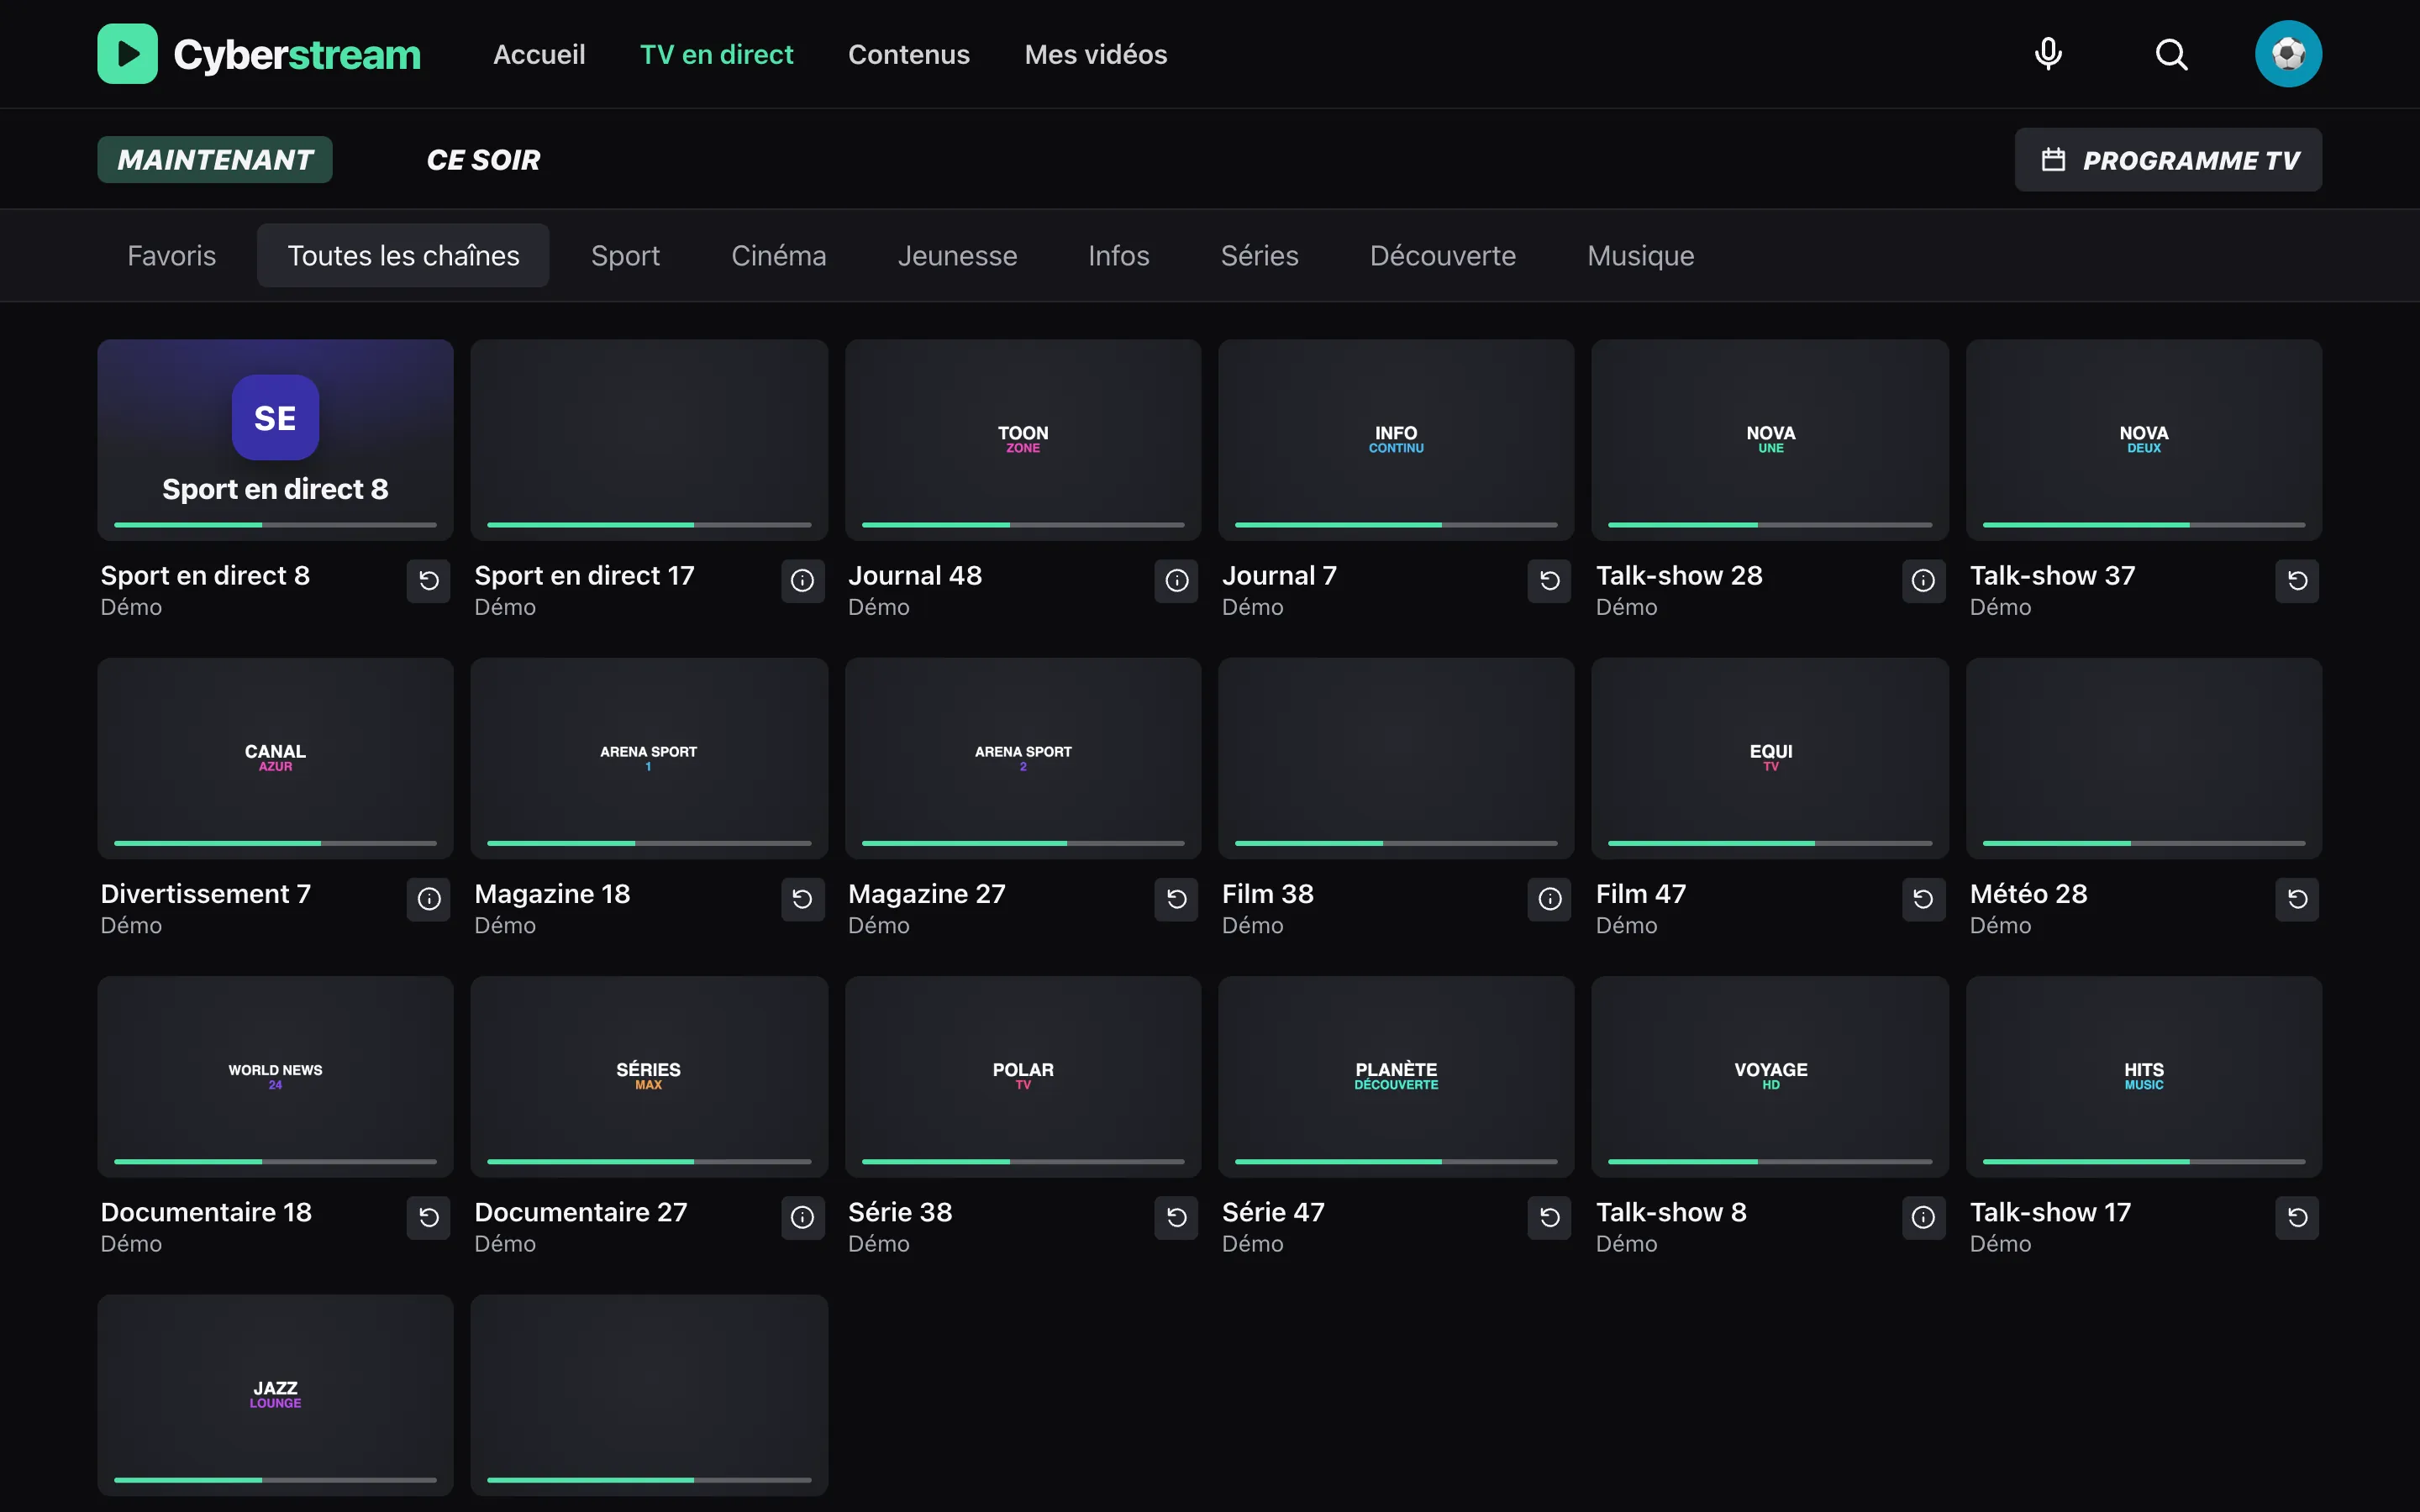 Cyberstream
Accueil
TV en direct
Contenus
Mes vidéos
MAINTENANT
CE SOIR
PROGRAMME TV
Favoris
Toutes les chaînes
Sport
Cinéma
Jeunesse
Infos
Séries
Découverte
Musique
SE
Sport en direct 8
TOON
ZONE
INFO
CONTINU
NOVA
UNE
NOVA
DEUX
Sport en direct 8
Démo
Sport en direct 17
Démo
Journal 48
Démo
Journal 7
Démo
Talk-show 28
Démo
Talk-show 37
Démo
CANAL
AZUR
ARENA SPORT
1
ARENA SPORT
2
EQUI
TV
Divertissement 7
Démo
Magazine 18
Démo
Magazine 27
Démo
Film 38
Démo
Film 47
Démo
Météo 28
Démo
WORLD NEWS
24
SÉRIES
MAX
POLAR
TV
PLANÈTE
DÉCOUVERTE
VOYAGE
HD
HITS
MUSIC
Documentaire 18
Démo
Documentaire 27
Démo
Série 38
Démo
Série 47
Démo
Talk-show 8
Démo
Talk-show 17
Démo
JAZZ
LOUNGE